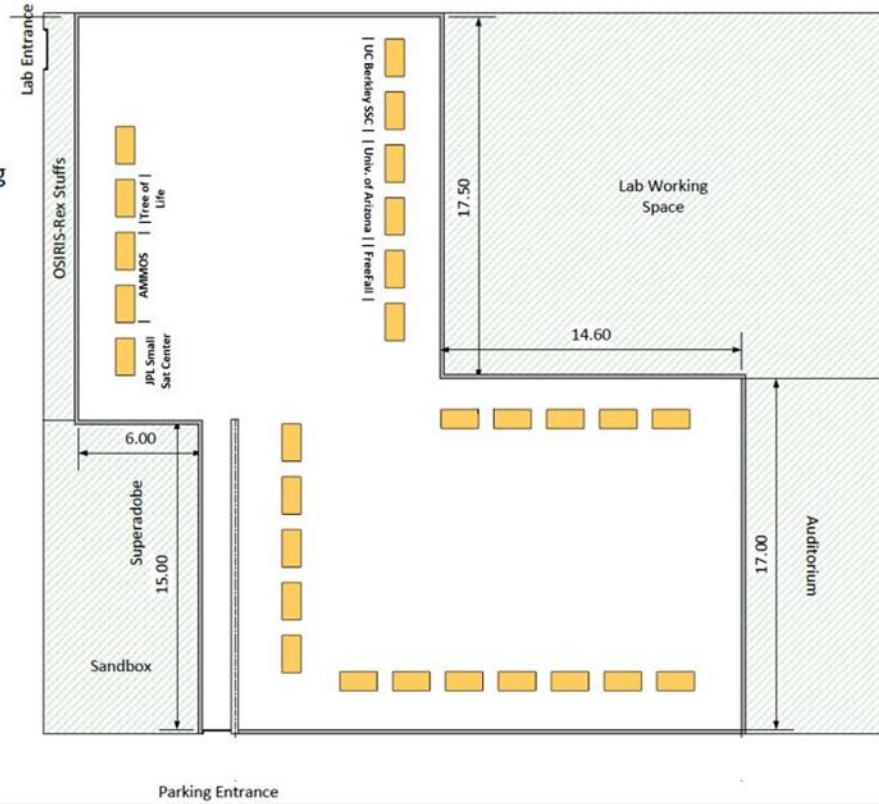 Lab Entrance
OSIRIS-Rex Stuffs
|Tree of |
Life
| AMMOS |
JPL Small
Sat Center
| UC Berkley SSC |
| Univ. of Arizona |
| FreeFall |
17.50
Lab Working
Space
14.60
6.00
Superadobe
15.00
Sandbox
17.00
Auditorium
Parking Entrance